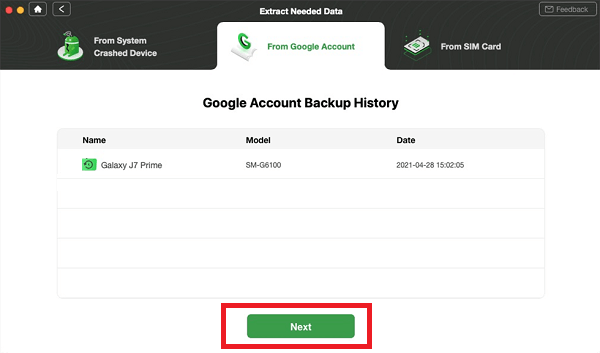 Extract Needed Data
Feedback
From System
Crashed Device
From Google Account
From SIM Card
Google Account Backup History
Name Model Date
Galaxy J7 Prime SM-G6100 2021-04-28 15:02:05
Next